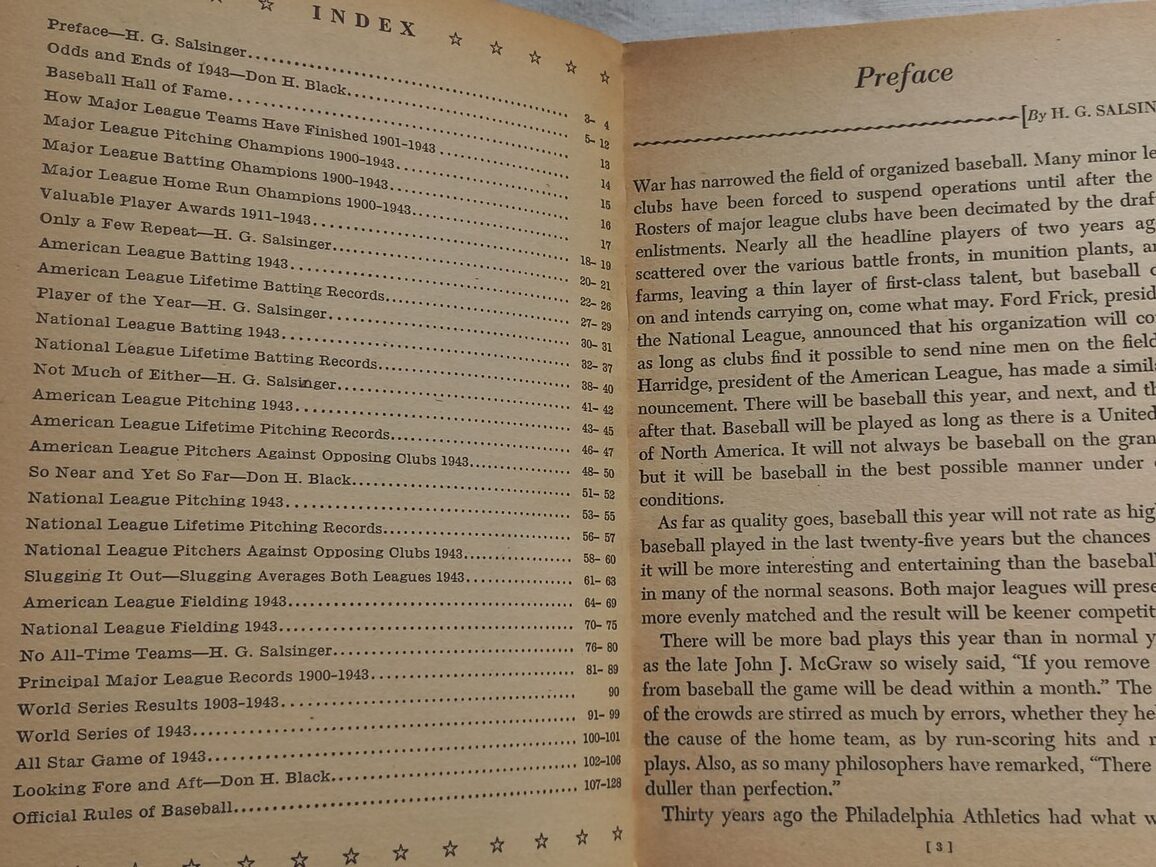 INDEX
Preface—H. G. Salsinger 3- 4
Odds and Ends of 1943—Don H. Black 5- 12
Baseball Hall of Fame 13
How Major League Teams Have Finished 1901-1943 14
Major League Pitching Champions 1900-1943 15
Major League Batting Champions 1900-1943 16
Major League Home Run Champions 1900-1943 17
Valuable Player Awards 1911-1943 18- 19
Only a Few Repeat—H. G. Salsinger 20- 21
American League Batting 1943 22- 26
American League Lifetime Batting Records 27- 29
Player of the Year—H. G. Salsinger 30- 31
National League Batting 1943 32- 37
National League Lifetime Batting Records 38- 40
Not Much of Either—H. G. Salsinger 41- 42
American League Pitching 1943 43- 45
American League Lifetime Pitching Records 46- 47
American League Pitchers Against Opposing Clubs 1943 48- 50
So Near and Yet So Far—Don H. Black 51- 52
National League Pitching 1943 53- 55
National League Lifetime Pitching Records 56- 57
National League Pitchers Against Opposing Clubs 1943 58- 60
Slugging It Out—Slugging Averages Both Leagues 1943 61- 63
American League Fielding 1943 64- 69
National League Fielding 1943 70- 75
No All-Time Teams—H. G. Salsinger 76- 80
Principal Major League Records 1900-1943 81- 89
World Series Results 1903-1943 90
World Series of 1943 91- 99
All Star Game of 1943 100-101
Looking Fore and Aft—Don H. Black 102-106
Official Rules of Baseball 107-128
Preface
[By H. G. SALSIN
War has narrowed the field of organized baseball. Many minor le
clubs have been forced to suspend operations until after the
Rosters of major league clubs have been decimated by the draf
enlistments. Nearly all the headline players of two years ag
scattered over the various battle fronts, in munition plants, a
farms, leaving a thin layer of first-class talent, but baseball c
on and intends carrying on, come what may. Ford Frick, presid
the National League, announced that his organization will co
as long as clubs find it possible to send nine men on the field
Harridge, president of the American League, has made a simil
nouncement. There will be baseball this year, and next, and th
after that. Baseball will be played as long as there is a United
of North America. It will not always be baseball on the gran
but it will be baseball in the best possible manner under
conditions.
As far as quality goes, baseball this year will not rate as hig
baseball played in the last twenty-five years but the chances
it will be more interesting and entertaining than the baseball
in many of the normal seasons. Both major leagues will prese
more evenly matched and the result will be keener competit
There will be more bad plays this year than in normal y
as the late John J. McGraw so wisely said, “If you remove
from baseball the game will be dead within a month.” The
of the crowds are stirred as much by errors, whether they he
the cause of the home team, as by run-scoring hits and r
plays. Also, as so many philosophers have remarked, “There
duller than perfection.”
Thirty years ago the Philadelphia Athletics had what w
[ 3 ]